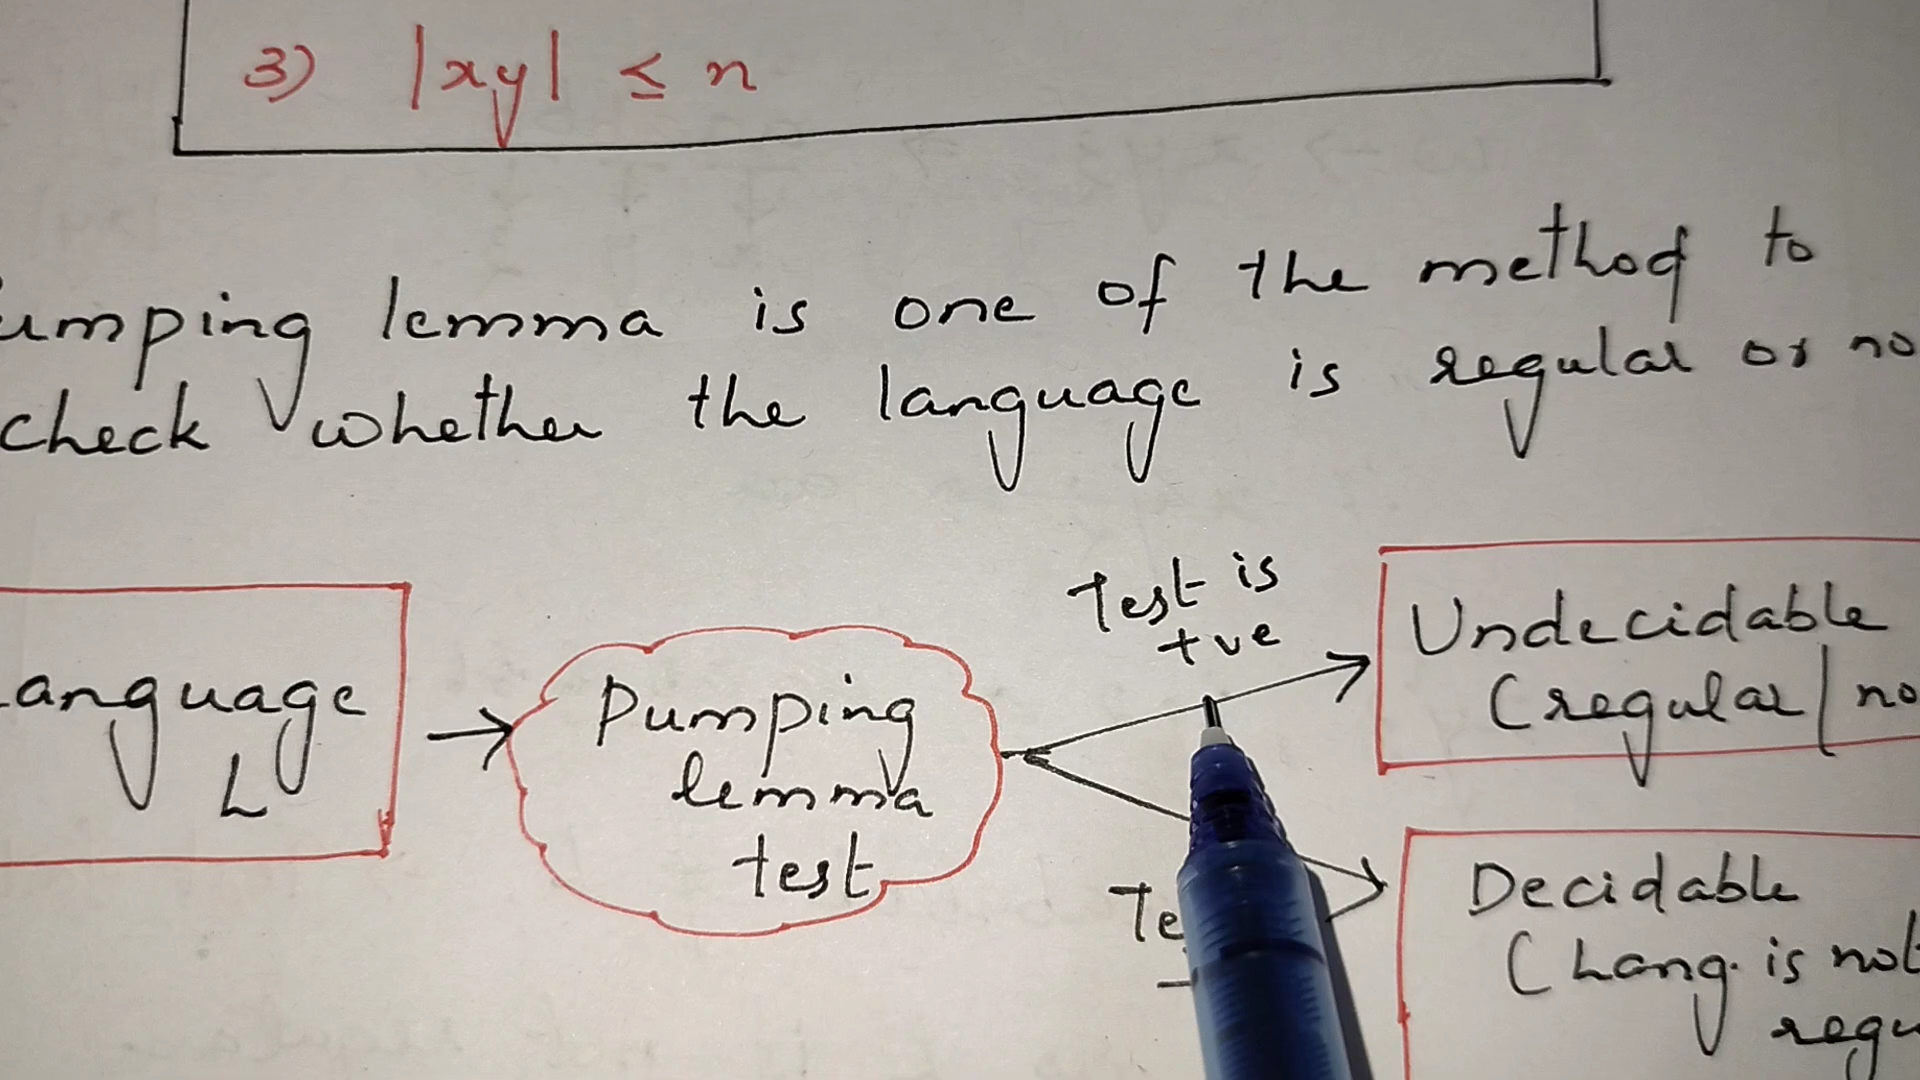 3) |xy| ≤ n
umping lemma is one of the method to
check whether the language is regular or no
Test is
+ve
Undecidable
(regular / no
anguage
L
Pumping
lemma
test
Te
Decidable
(Lang. is not
regu